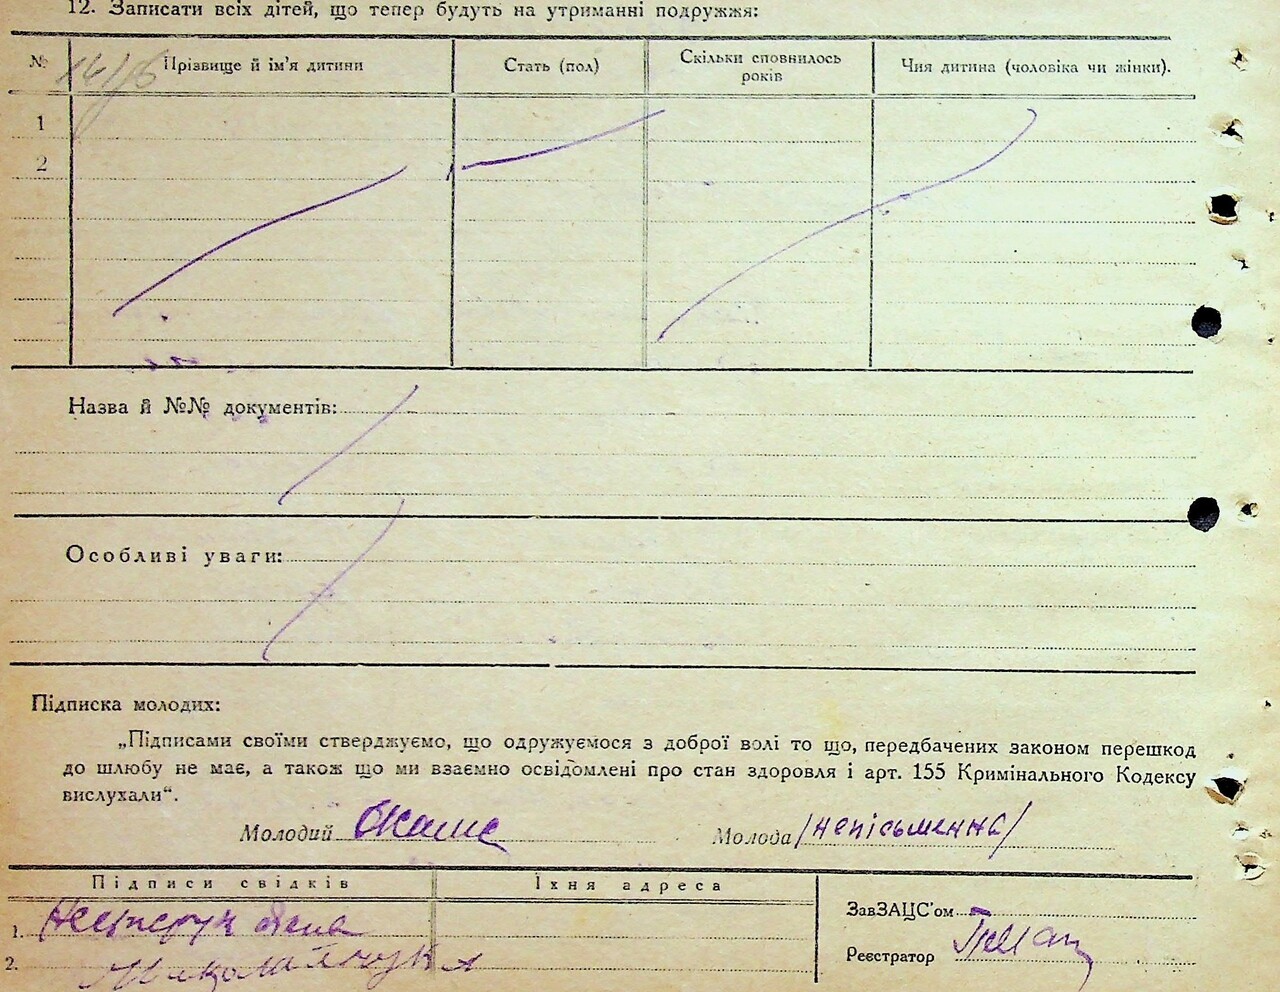 12. Записати всіх дітей, що тепер будуть на утриманні подружжя:
№ Прізвище й ім'я дитини Стать (пол) Скільки сповнилось років Чия дитина (чоловіка чи жінки).
1
2
Назва й №№ документів:
Особливі уваги:
Підписка молодих:
„Підписами своїми стверджуємо, що одружуємося з доброї волі то що, передбачених законом перешкод
до шлюбу не має, а також що ми взаємно освідомлені про стан здоровля і арт. 155 Кримінального Кодексу
вислухали“.
Молодий Молода /непісьменна/
Підписи свідків Їхня адреса
1.
2.
ЗавЗАЦС'ом
Реєстратор